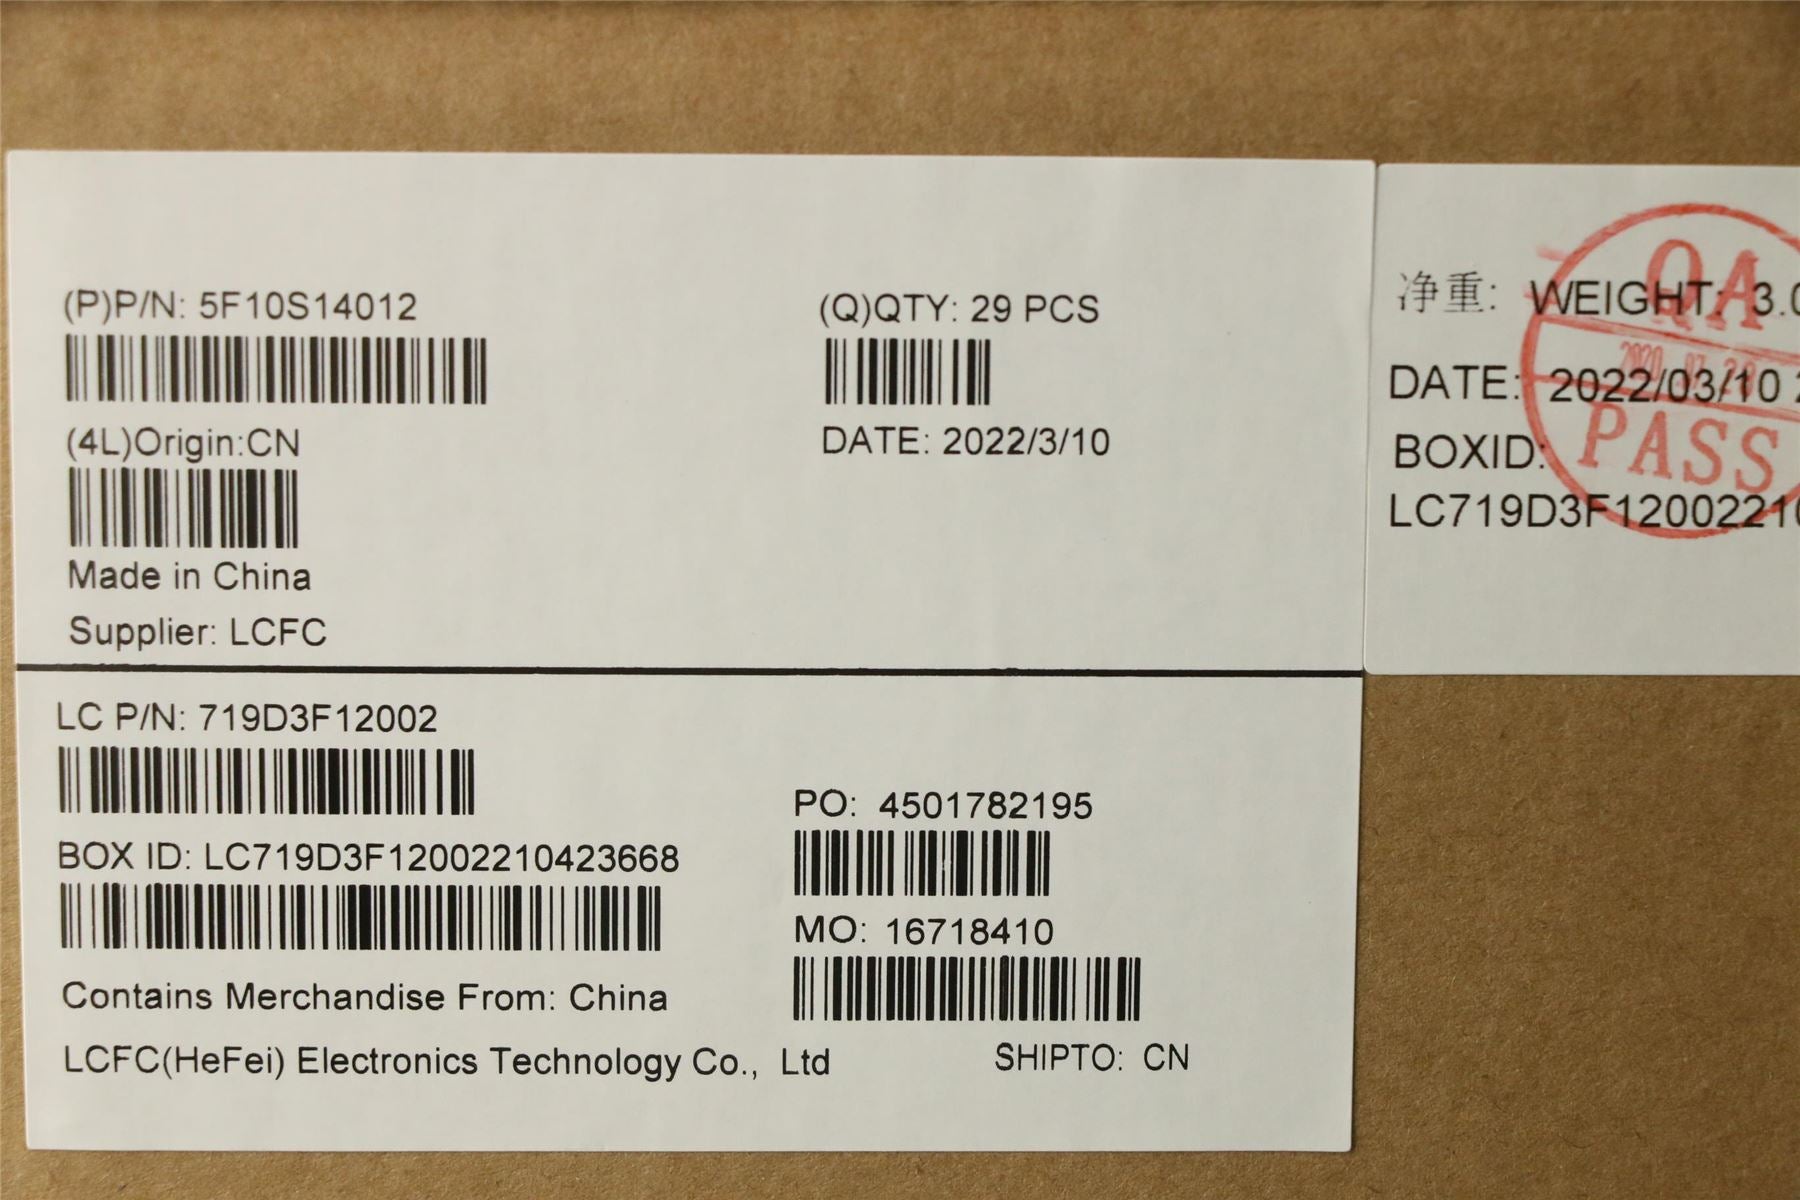 (P)P/N: 5F10S14012
(Q)QTY: 29 PCS
(4L)Origin:CN
DATE: 2022/3/10
Made in China
Supplier: LCFC
LC P/N: 719D3F12002
PO: 4501782195
BOX ID: LC719D3F12002210423668
MO: 16718410
Contains Merchandise From: China
LCFC(HeFei) Electronics Technology Co., Ltd
SHIPTO: CN
净重: WEIGHT: 3.0
DATE: 2022/03/10
BOXID:
LC719D3F1200221
QA
PASS